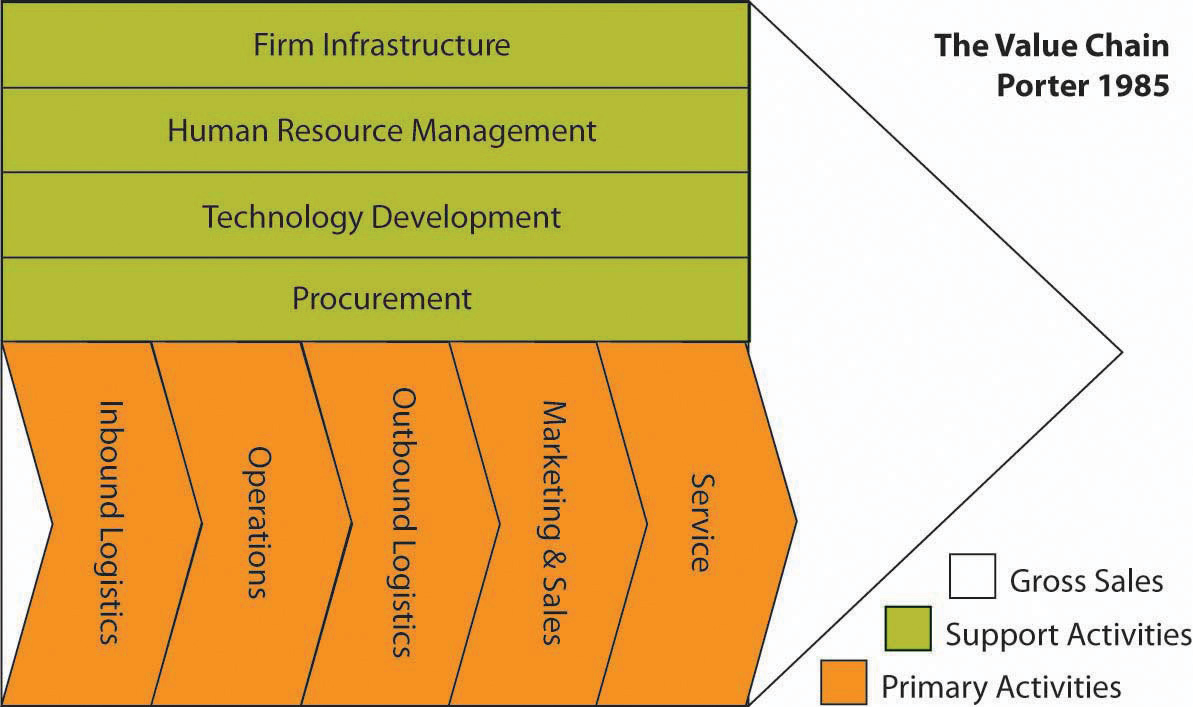 The Value Chain
Porter 1985
Firm Infrastructure
Human Resource Management
Technology Development
Procurement
Inbound Logistics
Operations
Outbound Logistics
Marketing & Sales
Service
Gross Sales
Support Activities
Primary Activities